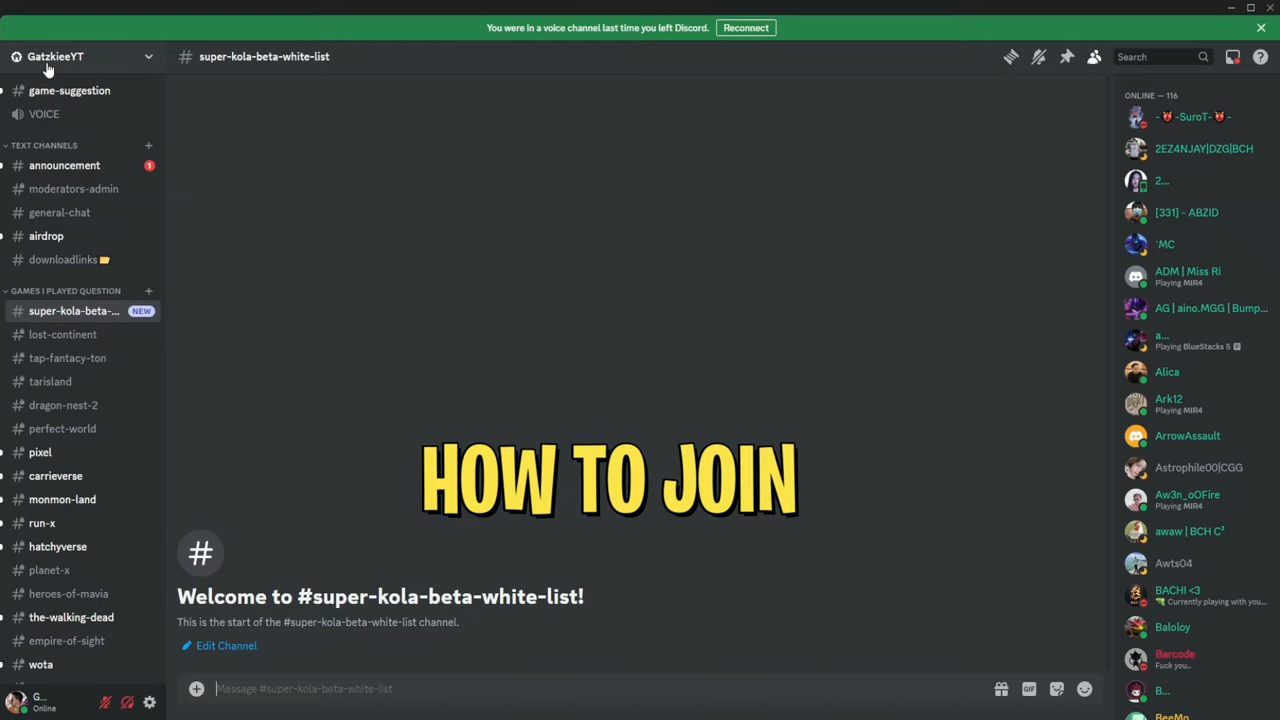 You were in a voice channel last time you left Discord. Reconnect
GatzkieeYT
super-kola-beta-white-list
Search
game-suggestion
VOICE
TEXT CHANNELS
announcement 1
moderators-admin
general-chat
airdrop
downloadlinks
GAMES I PLAYED QUESTION
super-kola-beta-... NEW
lost-continent
tap-fantacy-ton
tarisland
dragon-nest-2
perfect-world
pixel
carrieverse
monmon-land
run-x
hatchyverse
planet-x
heroes-of-mavia
the-walking-dead
empire-of-sight
wota
G...
Online
HOW TO JOIN
Welcome to #super-kola-beta-white-list!
This is the start of the #super-kola-beta-white-list channel.
Edit Channel
Message #super-kola-beta-white-list
GIF
ONLINE — 116
- -SuroT- -
2EZ4NJAY|DZG|BCH
2...
[331] - ABZID
`MC
ADM | Miss Ri
Playing MIR4
AG | aino.MGG | Bump...
a...
Playing BlueStacks 5
Alica
Ark12
Playing MIR4
ArrowAssault
Astrophile00|CGG
Aw3n_oOFire
Playing MIR4
awaw | BCH C³
Awts04
BACHI <3
Currently playing with you...
Baloloy
Barcode
Fuck you..
B...
BeeMo